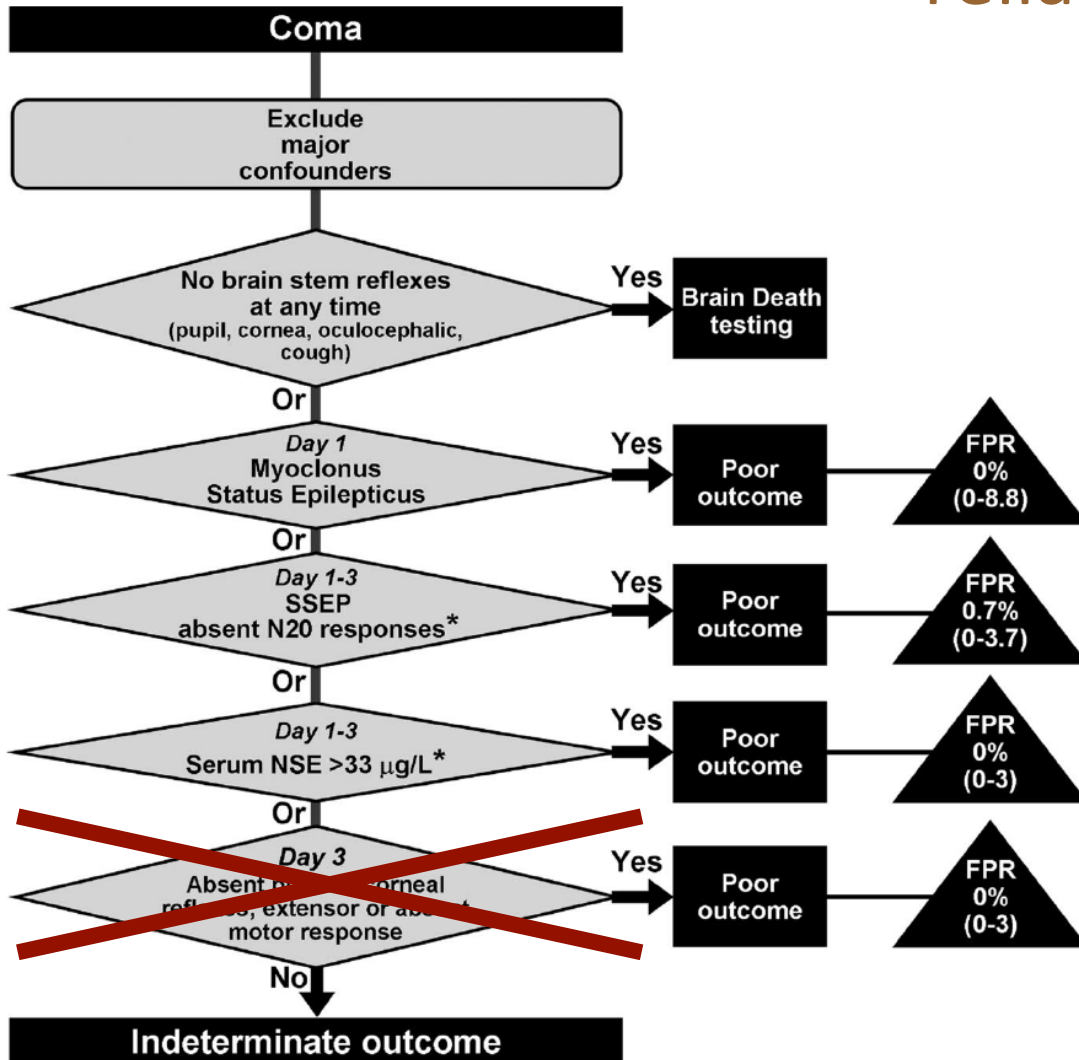 Coma
Exclude
major
confounders
No brain stem reflexes
at any time
(pupil, cornea, oculocephalic,
cough)
Yes
Brain Death
testing
Or
Day 1
Myoclonus
Status Epilepticus
Yes
Poor
outcome
FPR
0%
(0-8.8)
Or
Day 1-3
SSEP
absent N20 responses*
Yes
Poor
outcome
FPR
0.7%
(0-3.7)
Or
Day 1-3
Serum NSE >33 μg/L*
Yes
Poor
outcome
FPR
0%
(0-3)
Or
Day 3
Absent corneal
extensor or
motor response
Yes
Poor
outcome
FPR
0%
(0-3)
No
Indeterminate outcome